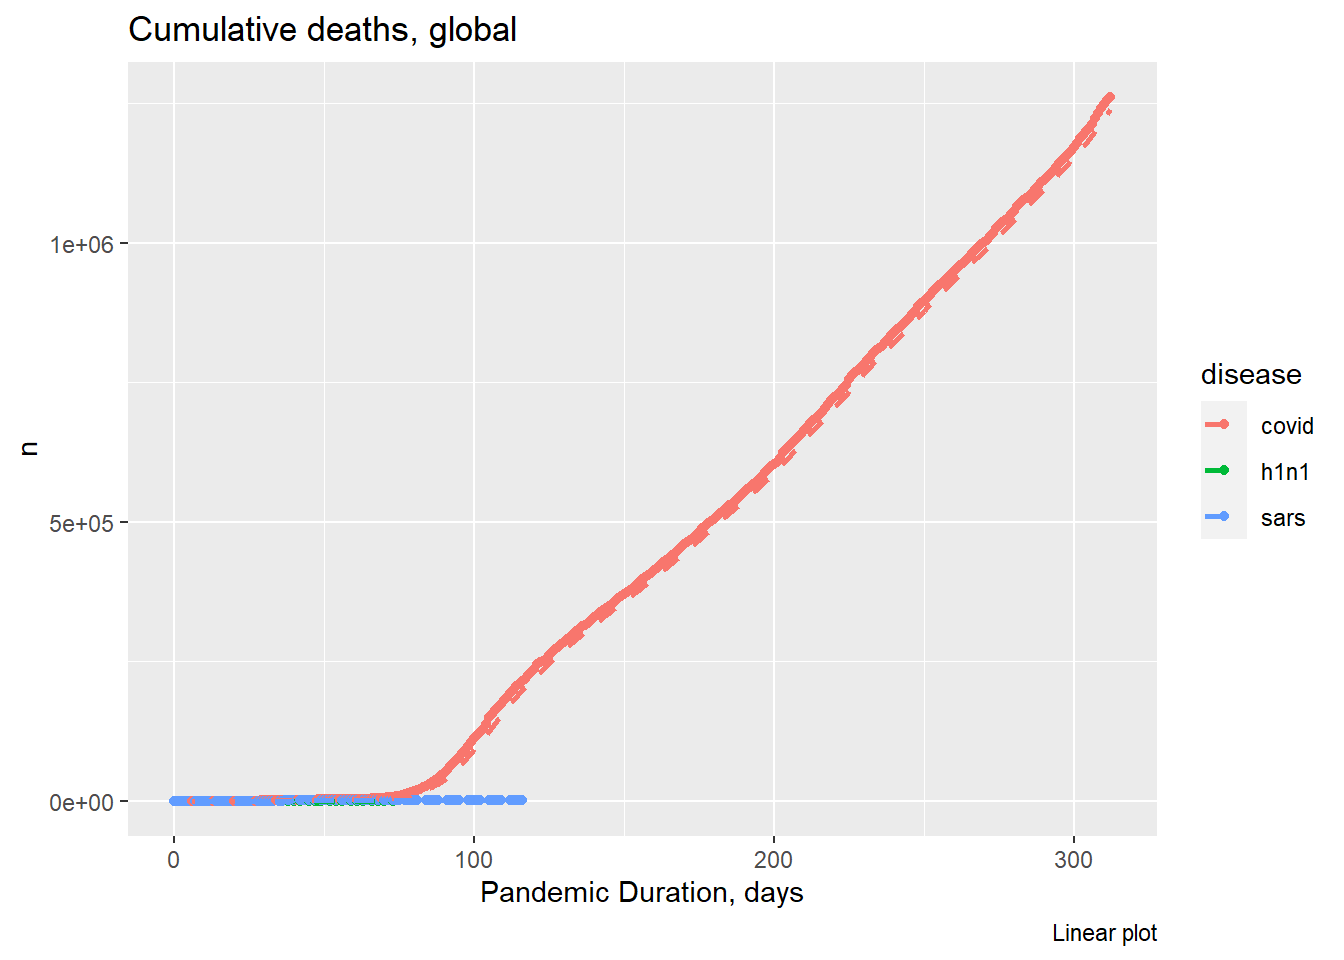 Cumulative deaths, global
1e+06
5e+05
0e+00
n
0
100
200
300
Pandemic Duration, days
Linear plot
disease
covid
h1n1
sars